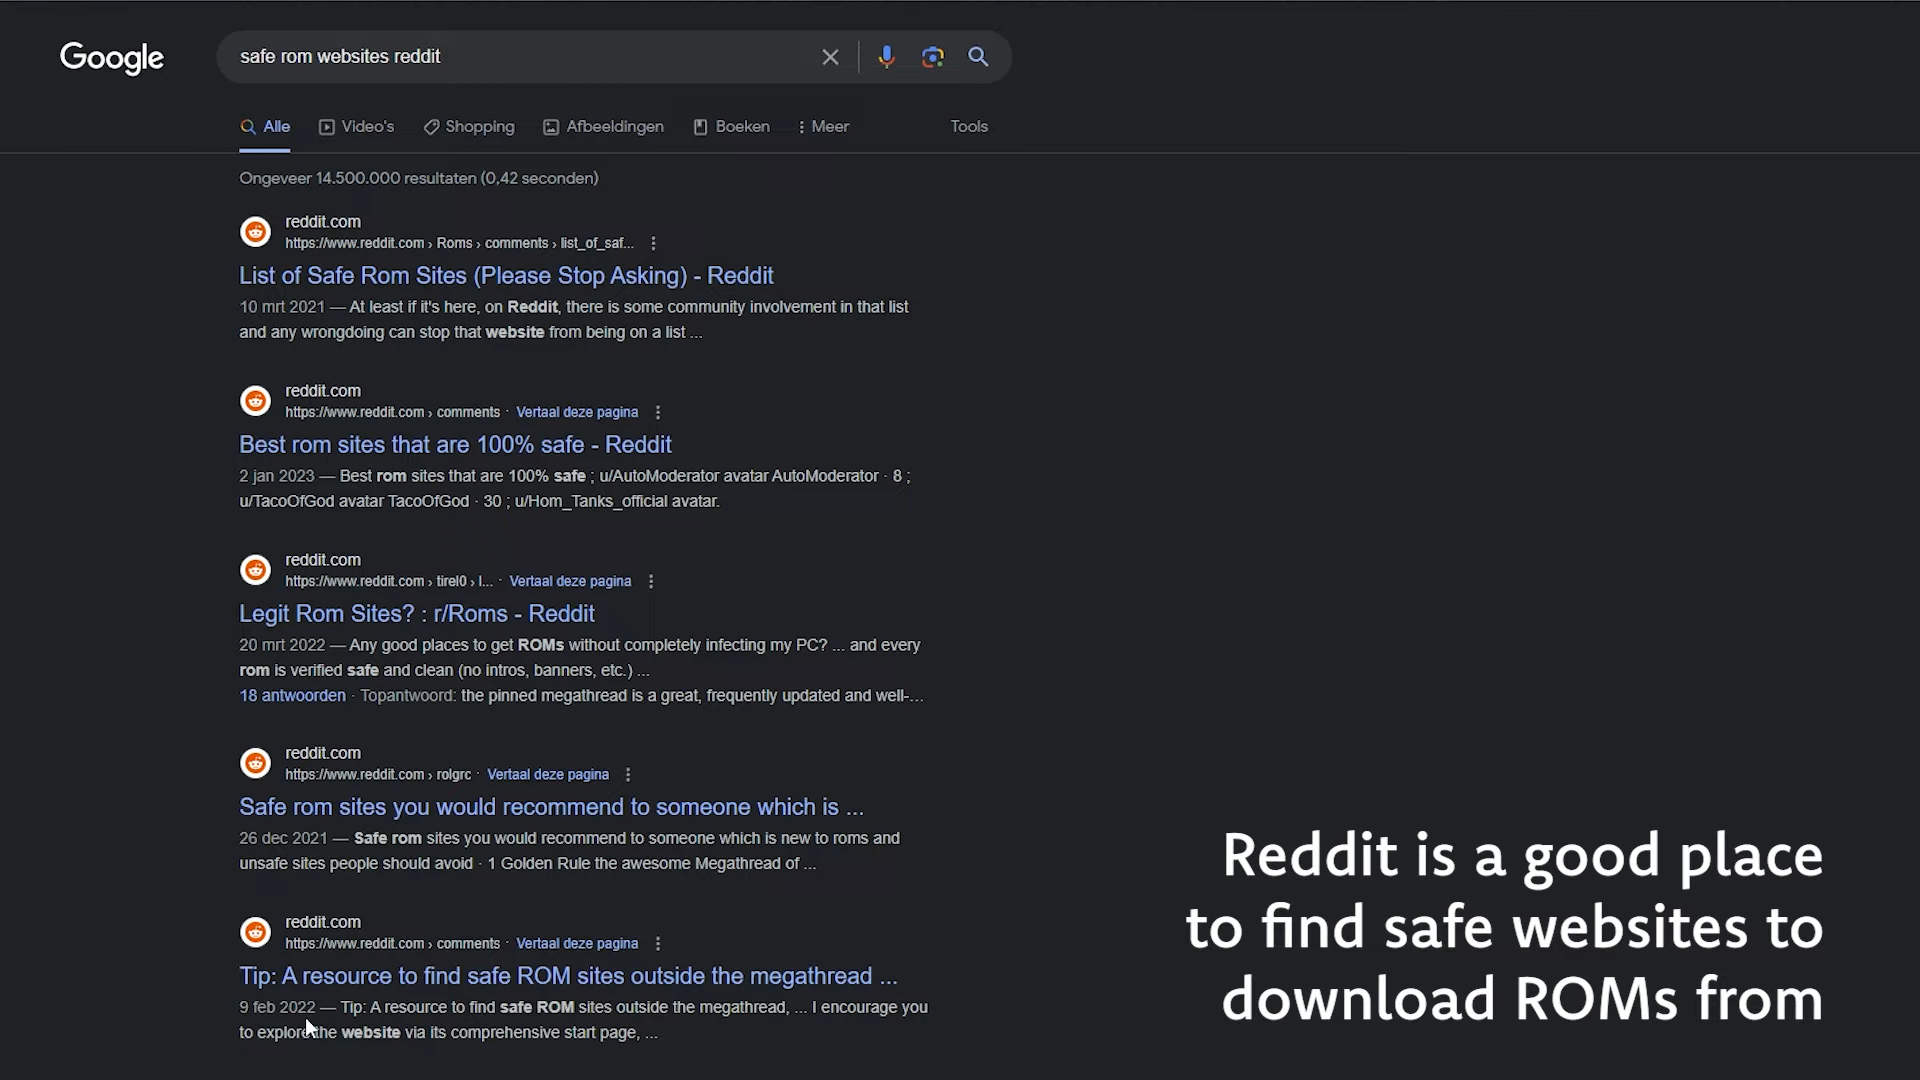 Google
safe rom websites reddit
Alle Video's Shopping Afbeeldingen Boeken Meer Tools
Ongeveer 14.500.000 resultaten (0,42 seconden)
reddit.com
https://www.reddit.com › Roms › comments › list_of_saf...
List of Safe Rom Sites (Please Stop Asking) - Reddit
10 mrt 2021 — At least if it's here, on Reddit, there is some community involvement in that list
and any wrongdoing can stop that website from being on a list ...
reddit.com
https://www.reddit.com › comments · Vertaal deze pagina
Best rom sites that are 100% safe - Reddit
2 jan 2023 — Best rom sites that are 100% safe ; u/AutoModerator avatar AutoModerator · 8 ;
u/TacoOfGod avatar TacoOfGod · 30 ; u/Hom_Tanks_official avatar.
reddit.com
https://www.reddit.com › tirel0 › l... · Vertaal deze pagina
Legit Rom Sites? : r/Roms - Reddit
20 mrt 2022 — Any good places to get ROMs without completely infecting my PC? ... and every
rom is verified safe and clean (no intros, banners, etc.) ...
18 antwoorden · Topantwoord: the pinned megathread is a great, frequently updated and well-...
reddit.com
https://www.reddit.com › rolgrc · Vertaal deze pagina
Safe rom sites you would recommend to someone which is ...
26 dec 2021 — Safe rom sites you would recommend to someone which is new to roms and
unsafe sites people should avoid · 1 Golden Rule the awesome Megathread of ...
reddit.com
https://www.reddit.com › comments · Vertaal deze pagina
Tip: A resource to find safe ROM sites outside the megathread ...
9 feb 2022 — Tip: A resource to find safe ROM sites outside the megathread, ... I encourage you
to explore the website via its comprehensive start page, ...
Reddit is a good place
to find safe websites to
download ROMs from